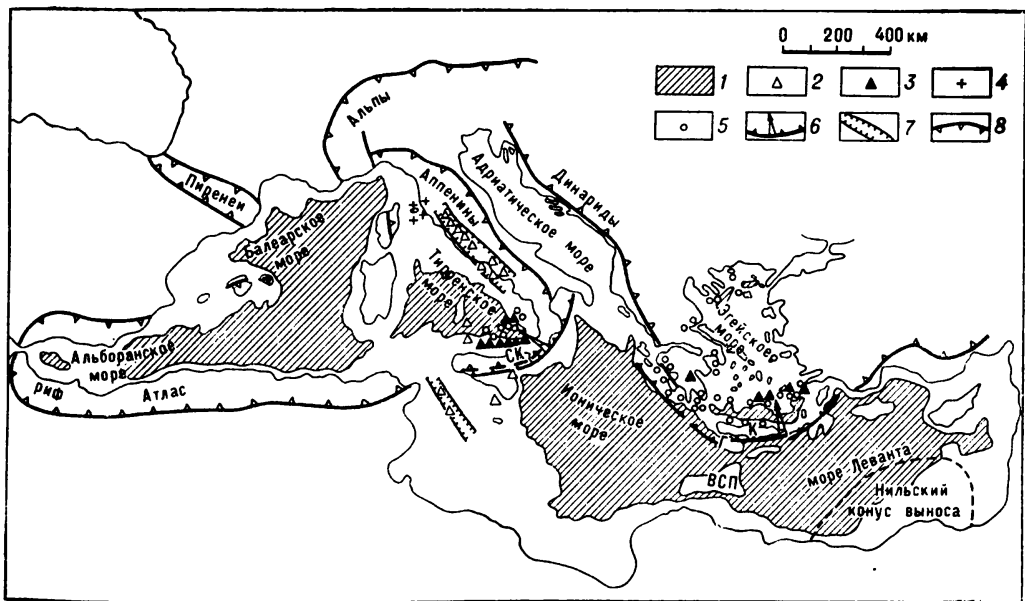 0 200 400 км
1 2 3 4
5 6 7 8
Альпы
Пиренеи
Аппенины
Адриатическое море
Динариды
Балеарское
море
Тирренское
море
Эгейское
море
СК
Альборанское
море
риф
Атлас
Ионическое
море
К
Г
ВСП
море Леванта
Нильский
конус выноса